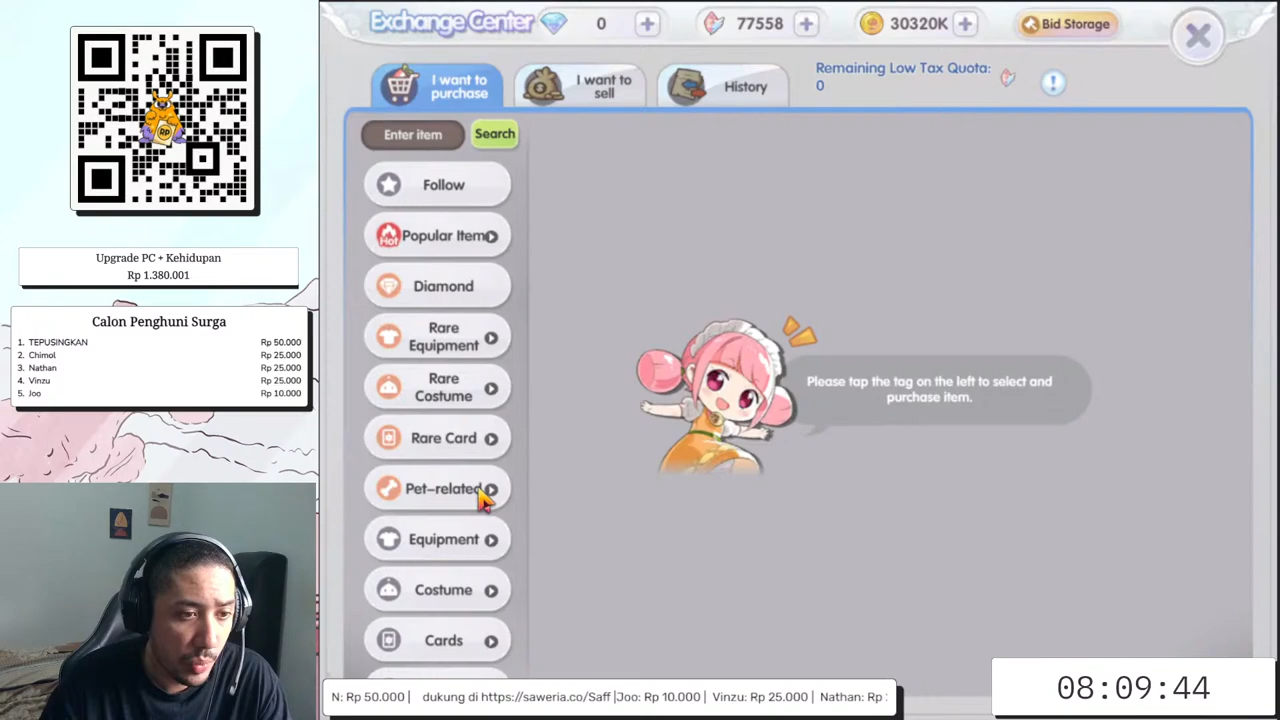 Exchange Center
0
77558
30320K
Bid Storage
I want to
purchase
I want to
sell
History
Remaining Low Tax Quota:
0
Enter item
Search
Follow
Hot
Popular Item
Diamond
Rare
Equipment
Rare
Costume
Rare Card
Pet-related
Equipment
Costume
Cards
Please tap the tag on the left to select and
purchase item.
RP
Upgrade PC + Kehidupan
Rp 1.380.001
Calon Penghuni Surga
1. TEPUSINGKAN Rp 50.000
2. Chimol Rp 25.000
3. Nathan Rp 25.000
4. Vinzu Rp 25.000
5. Joo Rp 10.000
N: Rp 50.000 | dukung di https://saweria.co/Saff |Joo: Rp 10.000 | Vinzu: Rp 25.000 | Nathan: Rp
08:09:44